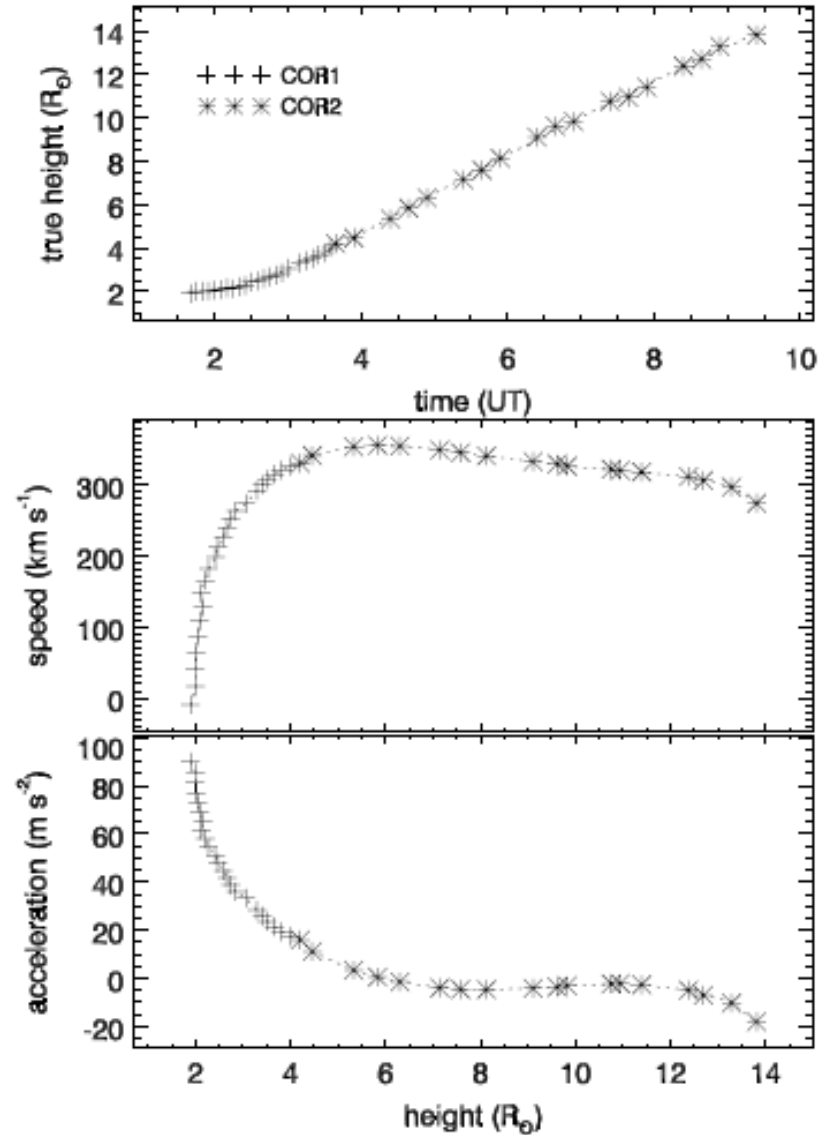 14
12
10
8
6
4
2
true height (R⊙)
+ + + COR1
* * * COR2
2 4 6 8 10
time (UT)
300
200
100
0
speed (km s⁻¹)
100
80
60
40
20
0
-20
acceleration (m s⁻²)
2 4 6 8 10 12 14
height (R⊙)